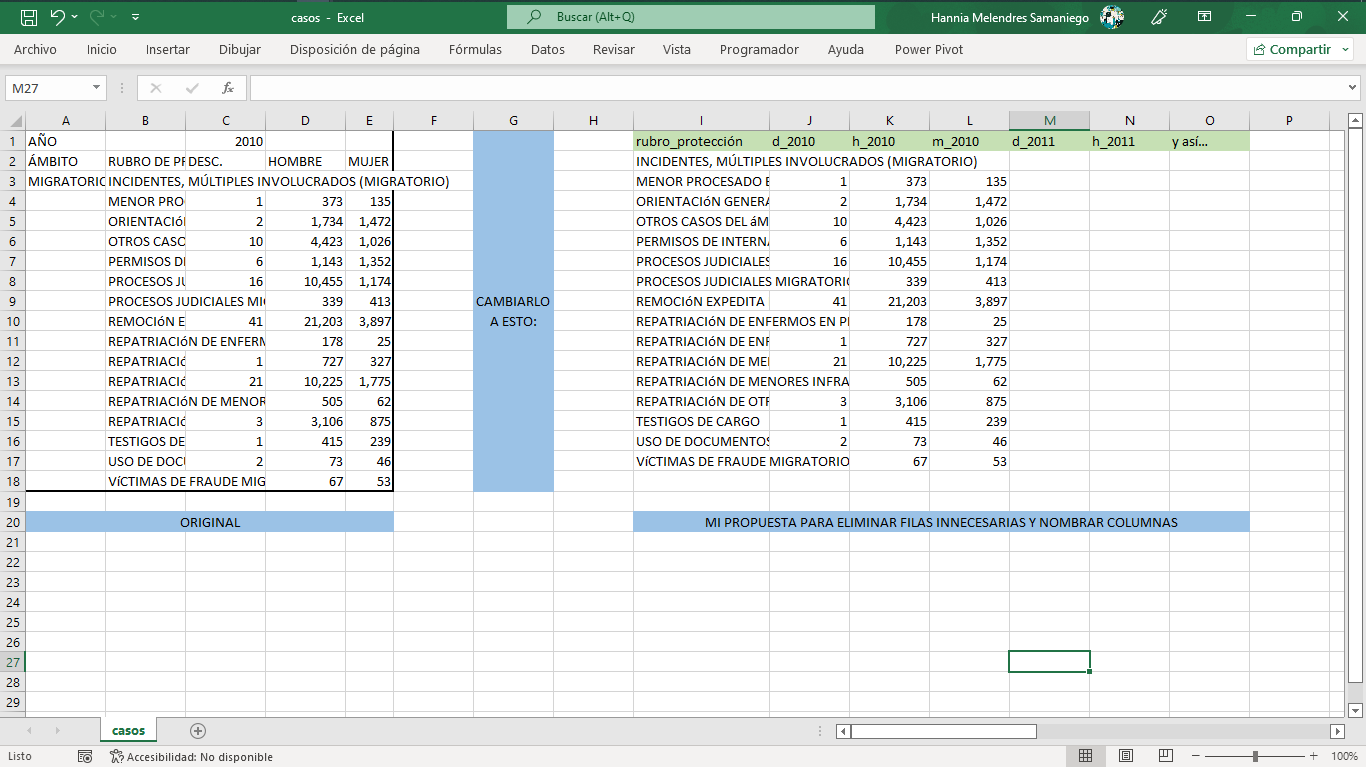 casos - Excel
Buscar (Alt+Q)
Hannia Melendres Samaniego
Archivo Inicio Insertar Dibujar Disposición de página Fórmulas Datos Revisar Vista Programador Ayuda Power Pivot Compartir
M27 fx
A B C D E F G H I J K L M N O P
1 AÑO 2010 rubro_protección d_2010 h_2010 m_2010 d_2011 h_2011 y así...
2 ÁMBITO RUBRO DE PR DESC. HOMBRE MUJER INCIDENTES, MÚLTIPLES INVOLUCRADOS (MIGRATORIO)
3 MIGRATORIO INCIDENTES, MÚLTIPLES INVOLUCRADOS (MIGRATORIO) MENOR PROCESADO E 1 373 135
4 MENOR PRO 1 373 135 ORIENTACIóN GENERA 2 1,734 1,472
5 ORIENTACIó 2 1,734 1,472 OTROS CASOS DEL áM 10 4,423 1,026
6 OTROS CASO 10 4,423 1,026 PERMISOS DE INTERNA 6 1,143 1,352
7 PERMISOS DI 6 1,143 1,352 PROCESOS JUDICIALES 16 10,455 1,174
8 PROCESOS JU 16 10,455 1,174 PROCESOS JUDICIALES MIGRATORIO 339 413
9 PROCESOS JUDICIALES MIG 339 413 CAMBIARLO REMOCIóN EXPEDITA 41 21,203 3,897
10 REMOCIóN E 41 21,203 3,897 A ESTO: REPATRIACIóN DE ENFERMOS EN P 178 25
11 REPATRIACIóN DE ENFERM 178 25 REPATRIACIóN DE ENF 1 727 327
12 REPATRIACIó 1 727 327 REPATRIACIóN DE ME 21 10,225 1,775
13 REPATRIACIó 21 10,225 1,775 REPATRIACIóN DE MENORES INFRA 505 62
14 REPATRIACIóN DE MENOR 505 62 REPATRIACIóN DE OT 3 3,106 875
15 REPATRIACIó 3 3,106 875 TESTIGOS DE CARGO 1 415 239
16 TESTIGOS DE 1 415 239 USO DE DOCUMENTOS 2 73 46
17 USO DE DOCU 2 73 46 VíCTIMAS DE FRAUDE MIGRATORIO 67 53
18 VíCTIMAS DE FRAUDE MIG 67 53
19
20 ORIGINAL MI PROPUESTA PARA ELIMINAR FILAS INNECESARIAS Y NOMBRAR COLUMNAS
21
22
23
24
25
26
27
28
29
casos
Listo Accesibilidad: No disponible 100%